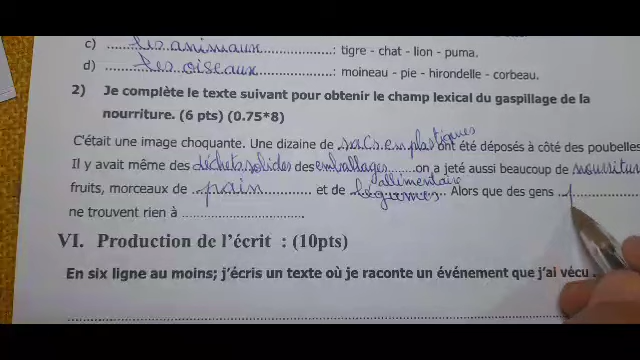 c) ........les animaux..................: tigre - chat - lion - puma.
d) ........les oiseaux..................: moineau - pie - hirondelle - corbeau.
2) Je complète le texte suivant pour obtenir le champ lexical du gaspillage de la
nourriture. (6 pts) (0.75*8)
C'était une image choquante. Une dizaine de sacs en plastiques ont été déposés à côté des poubelles
Il y avait même des déchets solides des emballages......on a jeté aussi beaucoup de nourritur
allimentaire
fruits, morceaux de ...pain......... et de légumes.. Alors que des gens ..
ne trouvent rien à ..............................
VI. Production de l'écrit : (10pts)
En six ligne au moins; j'écris un texte où je raconte un événement que j'ai vécu .